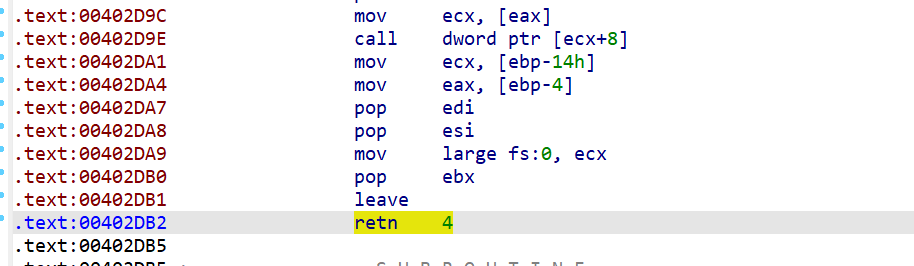 .text:00402D9C mov ecx, [eax]
.text:00402D9E call dword ptr [ecx+8]
.text:00402DA1 mov ecx, [ebp-14h]
.text:00402DA4 mov eax, [ebp-4]
.text:00402DA7 pop edi
.text:00402DA8 pop esi
.text:00402DA9 mov large fs:0, ecx
.text:00402DB0 pop ebx
.text:00402DB1 leave
.text:00402DB2 retn 4
.text:00402DB5